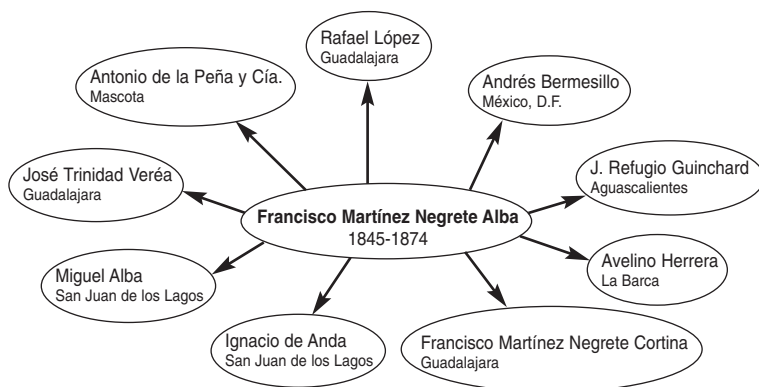 Rafael López
Guadalajara
Antonio de la Peña y Cía.
Mascota
Andrés Bermesillo
México, D.F.
José Trinidad Veréa
Guadalajara
J. Refugio Guinchard
Aguascalientes
Francisco Martínez Negrete Alba
1845-1874
Miguel Alba
San Juan de los Lagos
Avelino Herrera
La Barca
Ignacio de Anda
San Juan de los Lagos
Francisco Martínez Negrete Cortina
Guadalajara